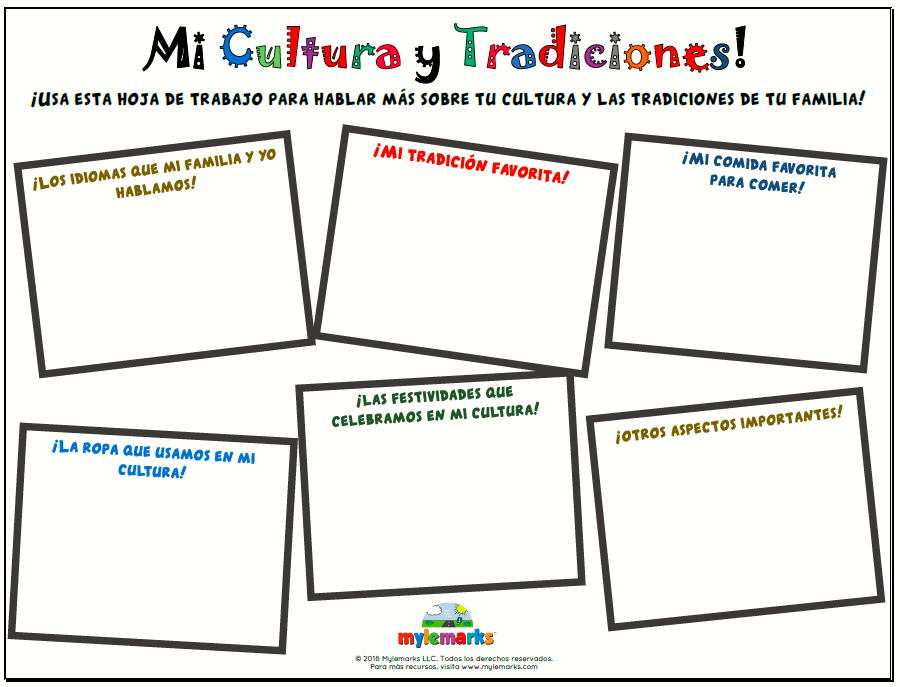 Mi Cultura y Tradiciones!
¡USA ESTA HOJA DE TRABAJO PARA HABLAR MÁS SOBRE TU CULTURA Y LAS TRADICIONES DE TU FAMILIA!
¡LOS IDIOMAS QUE MI FAMILIA Y YO
HABLAMOS!
¡MI TRADICIÓN FAVORITA!
¡MI COMIDA FAVORITA
PARA COMER!
¡LA ROPA QUE USAMOS EN MI
CULTURA!
¡LAS FESTIVIDADES QUE
CELEBRAMOS EN MI CULTURA!
¡OTROS ASPECTOS IMPORTANTES!
mylemarks
© 2018 Mylemarks LLC. Todos los derechos reservados.
Para más recursos, visita www.mylemarks.com